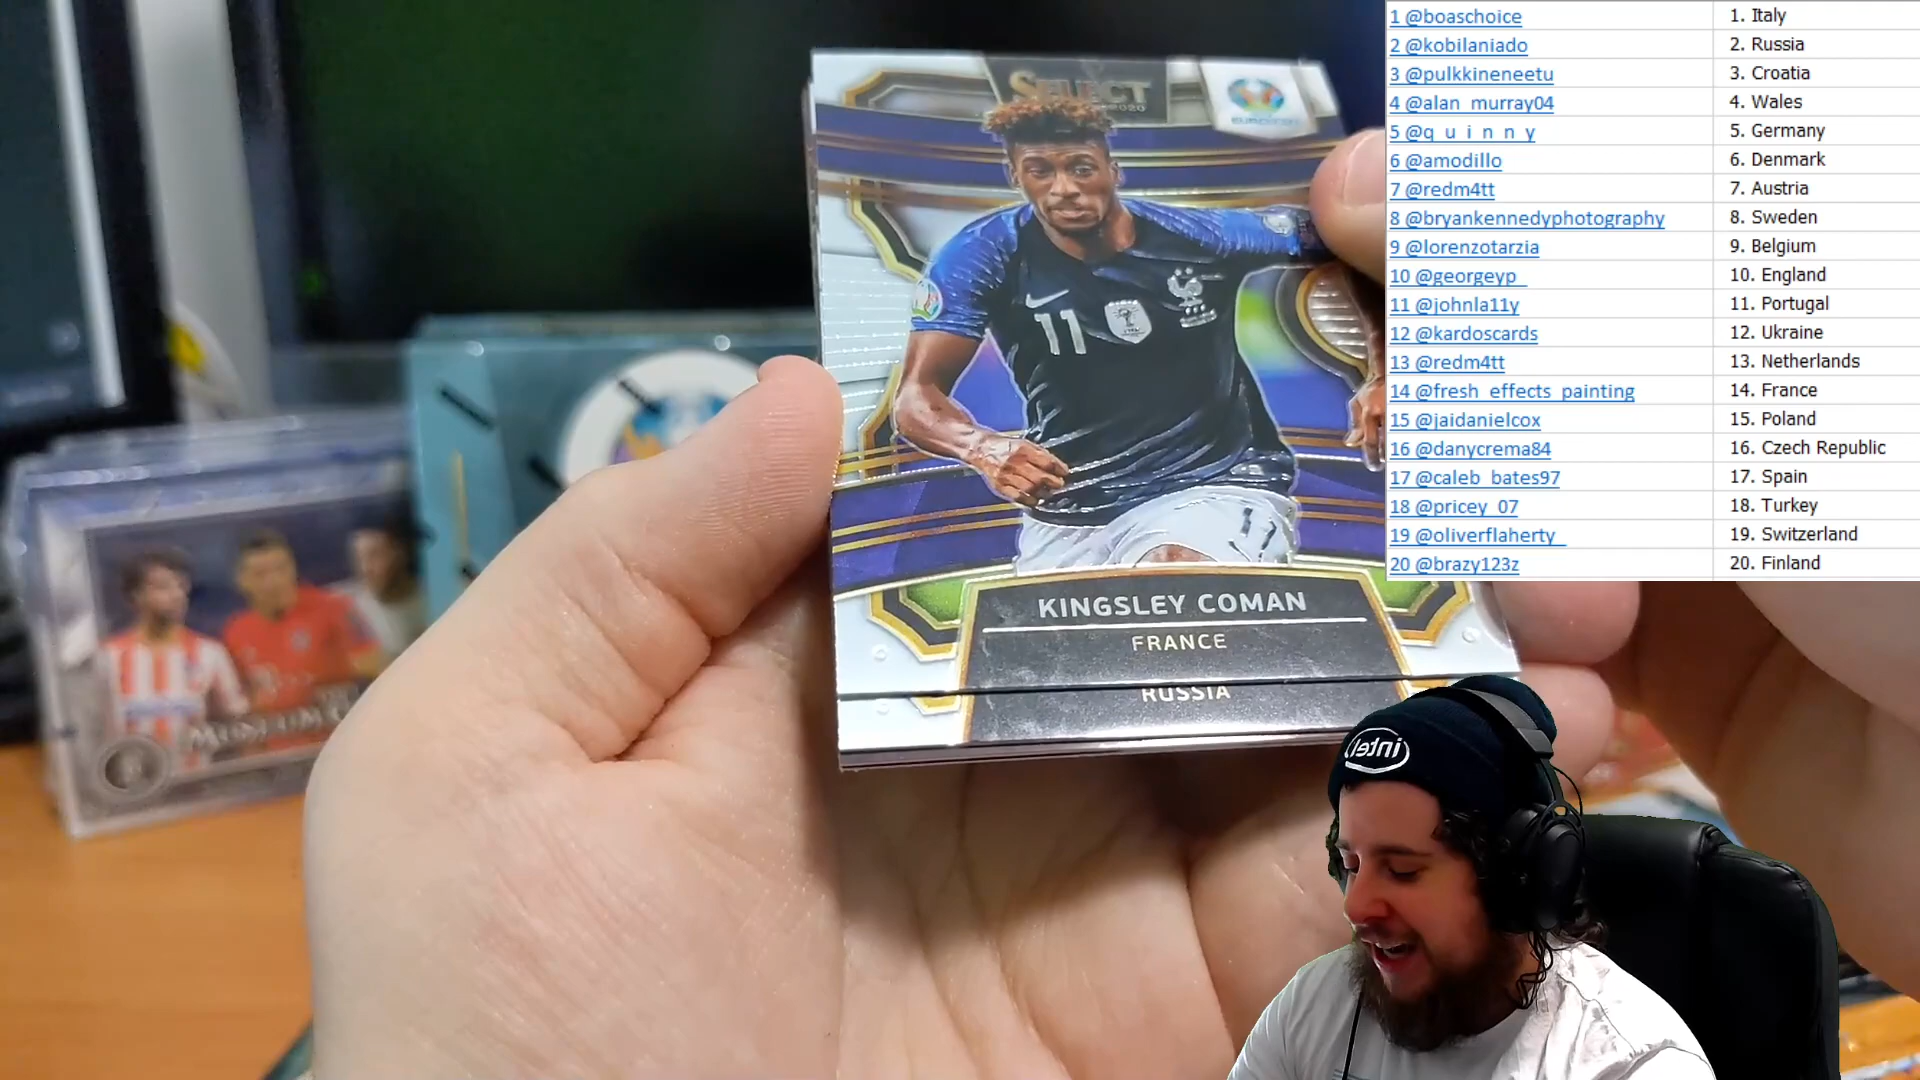 SELECT
2020
11
KINGSLEY COMAN
FRANCE
RUSSIA
intel
1 @boaschoice 1. Italy
2 @kobilaniado 2. Russia
3 @pulkkineneetu 3. Croatia
4 @alan_murray04 4. Wales
5 @q_u_i_n_n_y 5. Germany
6 @amodillo 6. Denmark
7 @redm4tt 7. Austria
8 @bryankennedyphotography 8. Sweden
9 @lorenzotarzia 9. Belgium
10 @georgeyp_ 10. England
11 @johnla11y 11. Portugal
12 @kardoscards 12. Ukraine
13 @redm4tt 13. Netherlands
14 @fresh_effects_painting 14. France
15 @jaidanielcox 15. Poland
16 @danycrema84 16. Czech Republic
17 @caleb_bates97 17. Spain
18 @pricey_07 18. Turkey
19 @oliverflaherty_ 19. Switzerland
20 @brazy123z 20. Finland